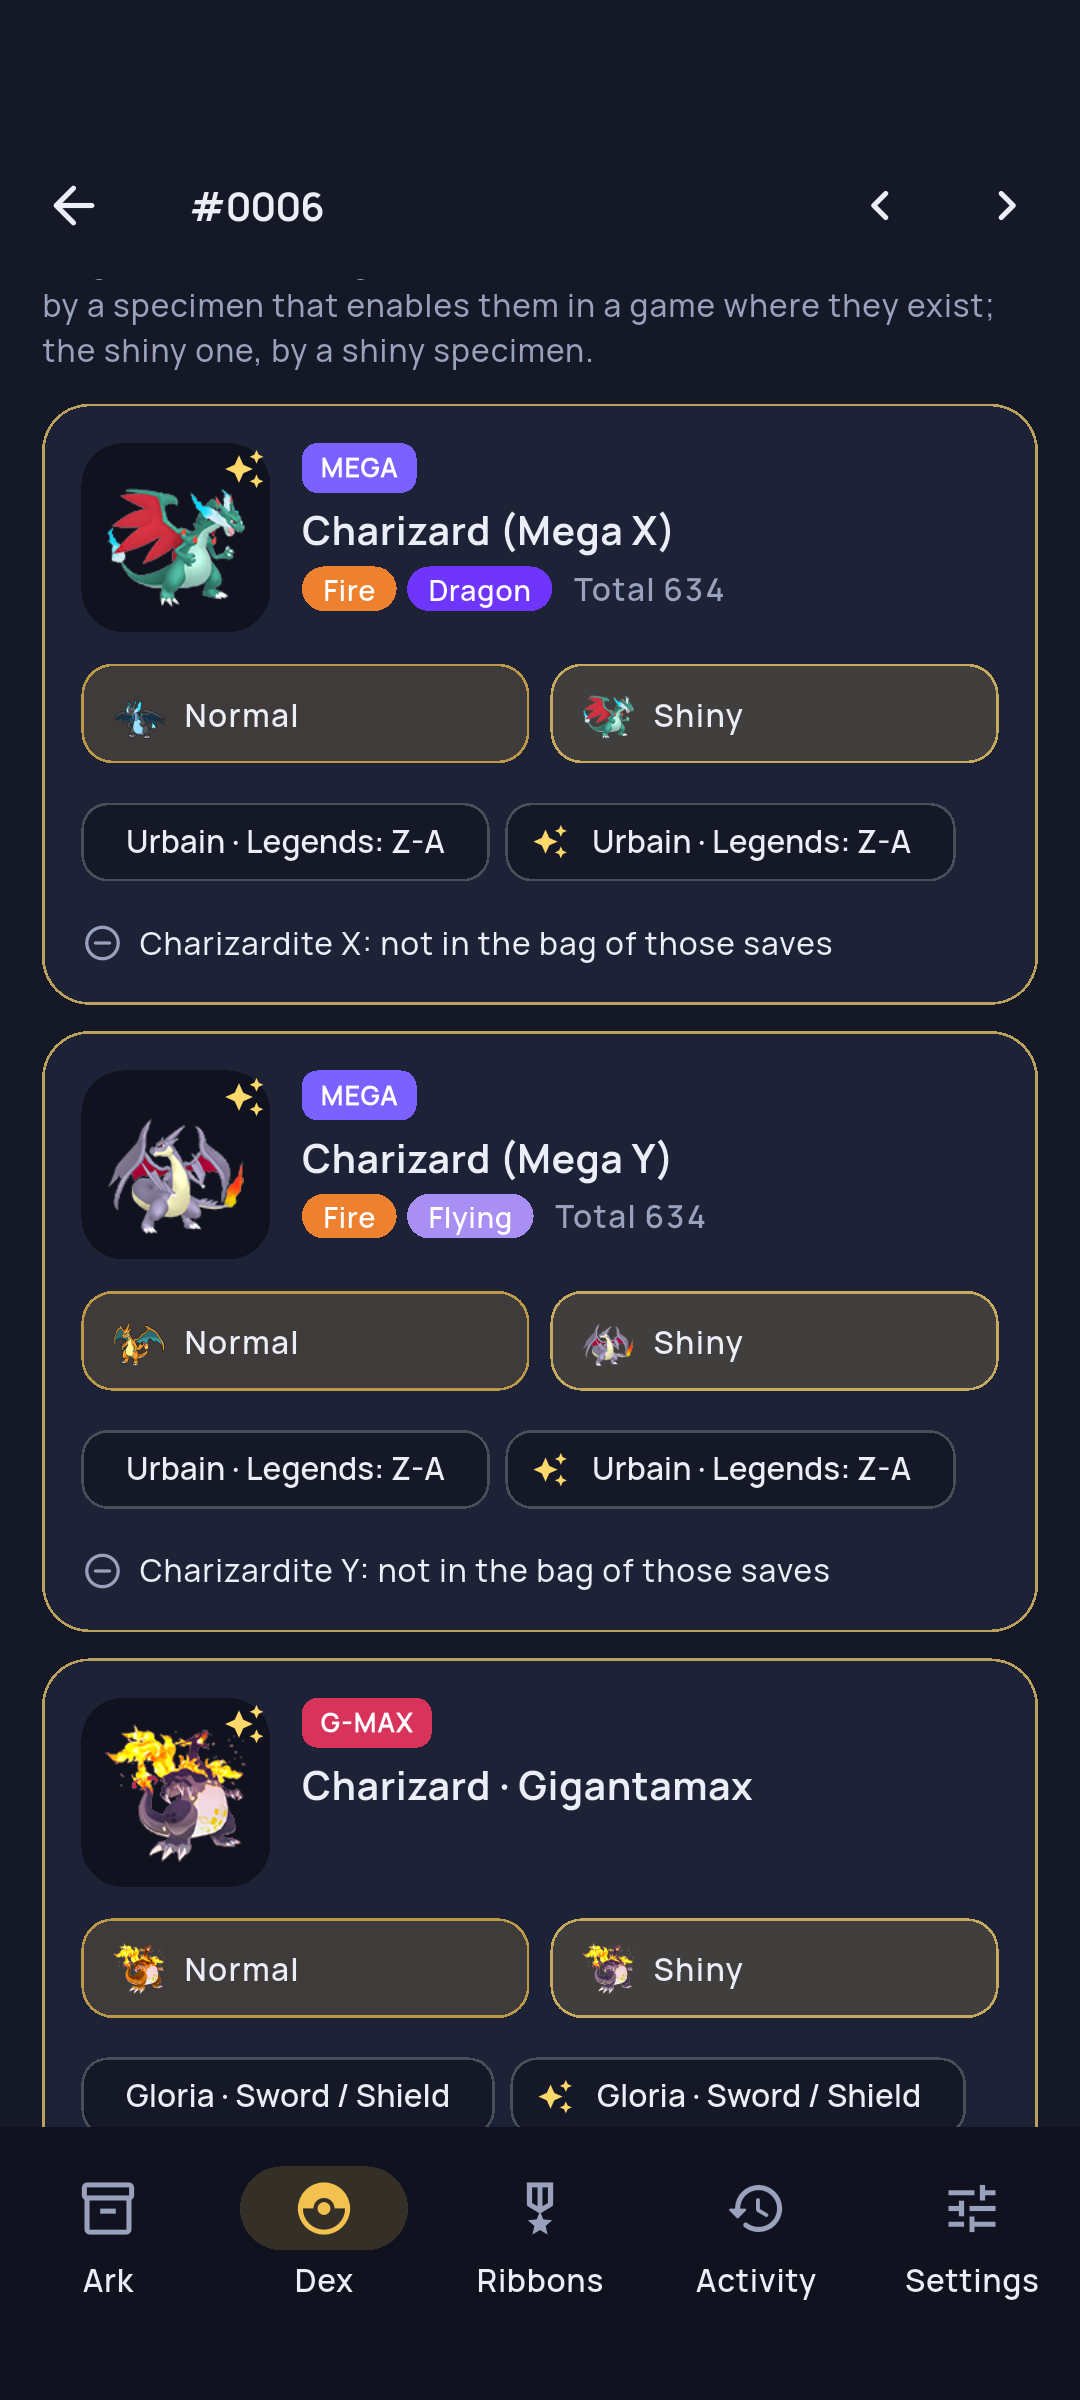 #0006
by a specimen that enables them in a game where they exist;
the shiny one, by a shiny specimen.
MEGA
Charizard (Mega X)
Fire Dragon Total 634
Normal Shiny
Urbain · Legends: Z-A Urbain · Legends: Z-A
Charizardite X: not in the bag of those saves
MEGA
Charizard (Mega Y)
Fire Flying Total 634
Normal Shiny
Urbain · Legends: Z-A Urbain · Legends: Z-A
Charizardite Y: not in the bag of those saves
G-MAX
Charizard · Gigantamax
Normal Shiny
Gloria · Sword / Shield Gloria · Sword / Shield
Ark Dex Ribbons Activity Settings